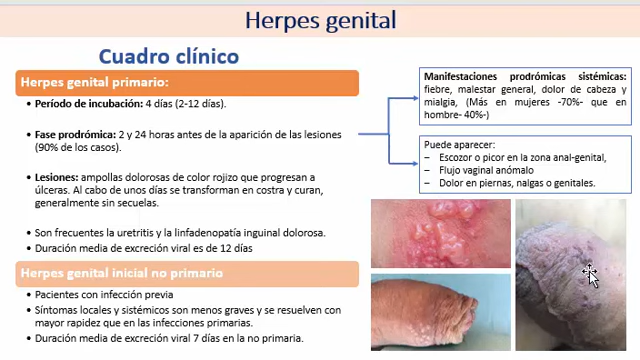 Herpes genital
Cuadro clínico
Herpes genital primario:
• Período de incubación: 4 días (2-12 días).
• Fase prodrómica: 2 y 24 horas antes de la aparición de las lesiones
(90% de los casos).
• Lesiones: ampollas dolorosas de color rojizo que progresan a
úlceras. Al cabo de unos días se transforman en costra y curan,
generalmente sin secuelas.
• Son frecuentes la uretritis y la linfadenopatía inguinal dolorosa.
• Duración media de excreción viral es de 12 días
Herpes genital inicial no primario
• Pacientes con infección previa
• Síntomas locales y sistémicos son menos graves y se resuelven con
mayor rapidez que en las infecciones primarias.
• Duración media de excreción viral 7 días en la no primaria.
Manifestaciones prodrómicas sistémicas:
fiebre, malestar general, dolor de cabeza y
mialgia, (Más en mujeres -70%- que en
hombre- 40%-)
Puede aparecer:
– Escozor o picor en la zona anal-genital,
– Flujo vaginal anómalo
– Dolor en piernas, nalgas o genitales.